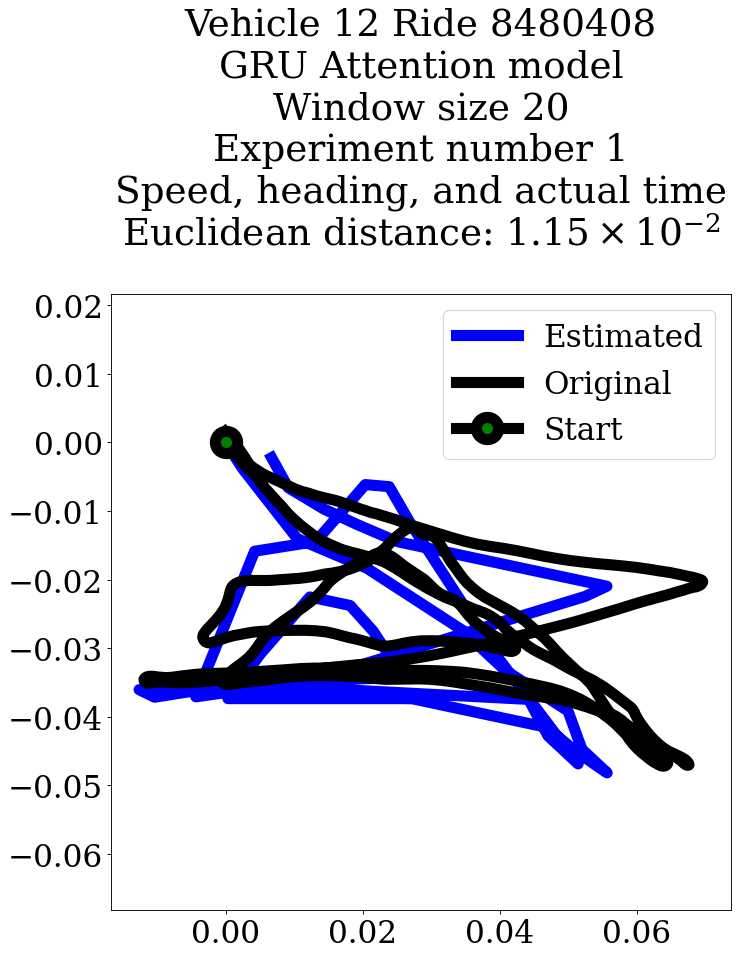 Vehicle 12 Ride 8480408
GRU Attention model
Window size 20
Experiment number 1
Speed, heading, and actual time
Euclidean distance: 1.15 × 10⁻²
Estimated
Original
Start
0.02
0.01
0.00
−0.01
−0.02
−0.03
−0.04
−0.05
−0.06
0.00 0.02 0.04 0.06